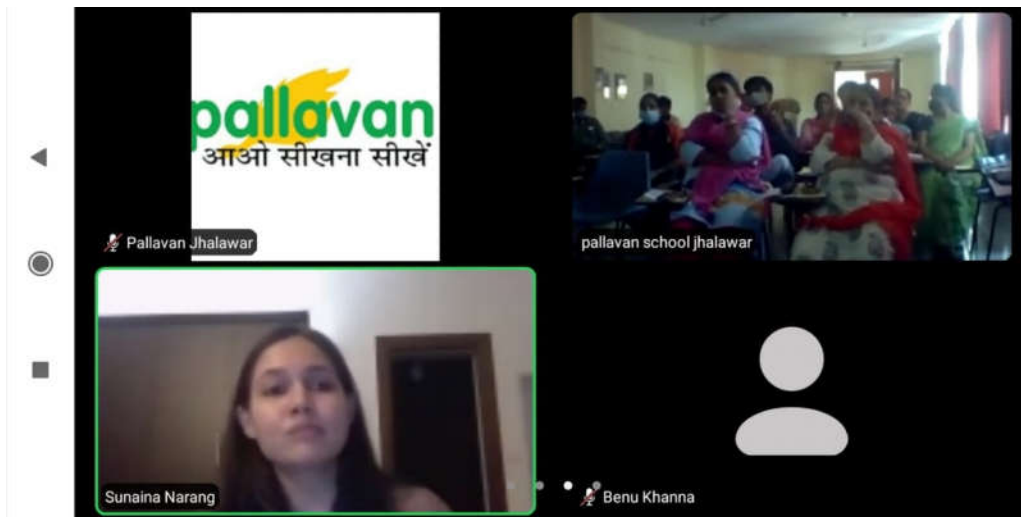 pallavan
आओ सीखना सीखें
Pallavan Jhalawar
pallavan school jhalawar
Sunaina Narang
Benu Khanna